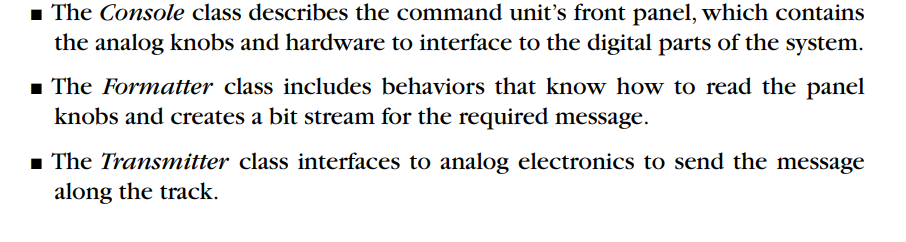 ■ The Console class describes the command unit's front panel, which contains
the analog knobs and hardware to interface to the digital parts of the system.
■ The Formatter class includes behaviors that know how to read the panel
knobs and creates a bit stream for the required message.
■ The Transmitter class interfaces to analog electronics to send the message
along the track.